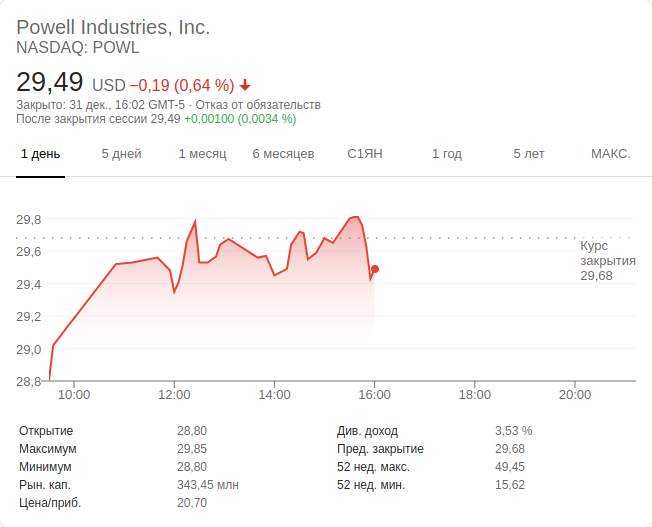 Powell Industries, Inc.
NASDAQ: POWL
29,49 USD −0,19 (0,64 %)
Закрыто: 31 дек., 16:02 GMT-5 · Отказ от обязательств
После закрытия сессии 29,49 +0,00100 (0,0034 %)
1 день 5 дней 1 месяц 6 месяцев С1ЯН 1 год 5 лет МАКС.
29,8
29,6
29,4
29,2
29,0
28,8
Курс
закрытия
29,68
10:00 12:00 14:00 16:00 18:00 20:00
Открытие 28,80 Див. доход 3,53 %
Максимум 29,85 Пред. закрытие 29,68
Минимум 28,80 52 нед. макс. 49,45
Рын. кап. 343,45 млн 52 нед. мин. 15,62
Цена/приб. 20,70